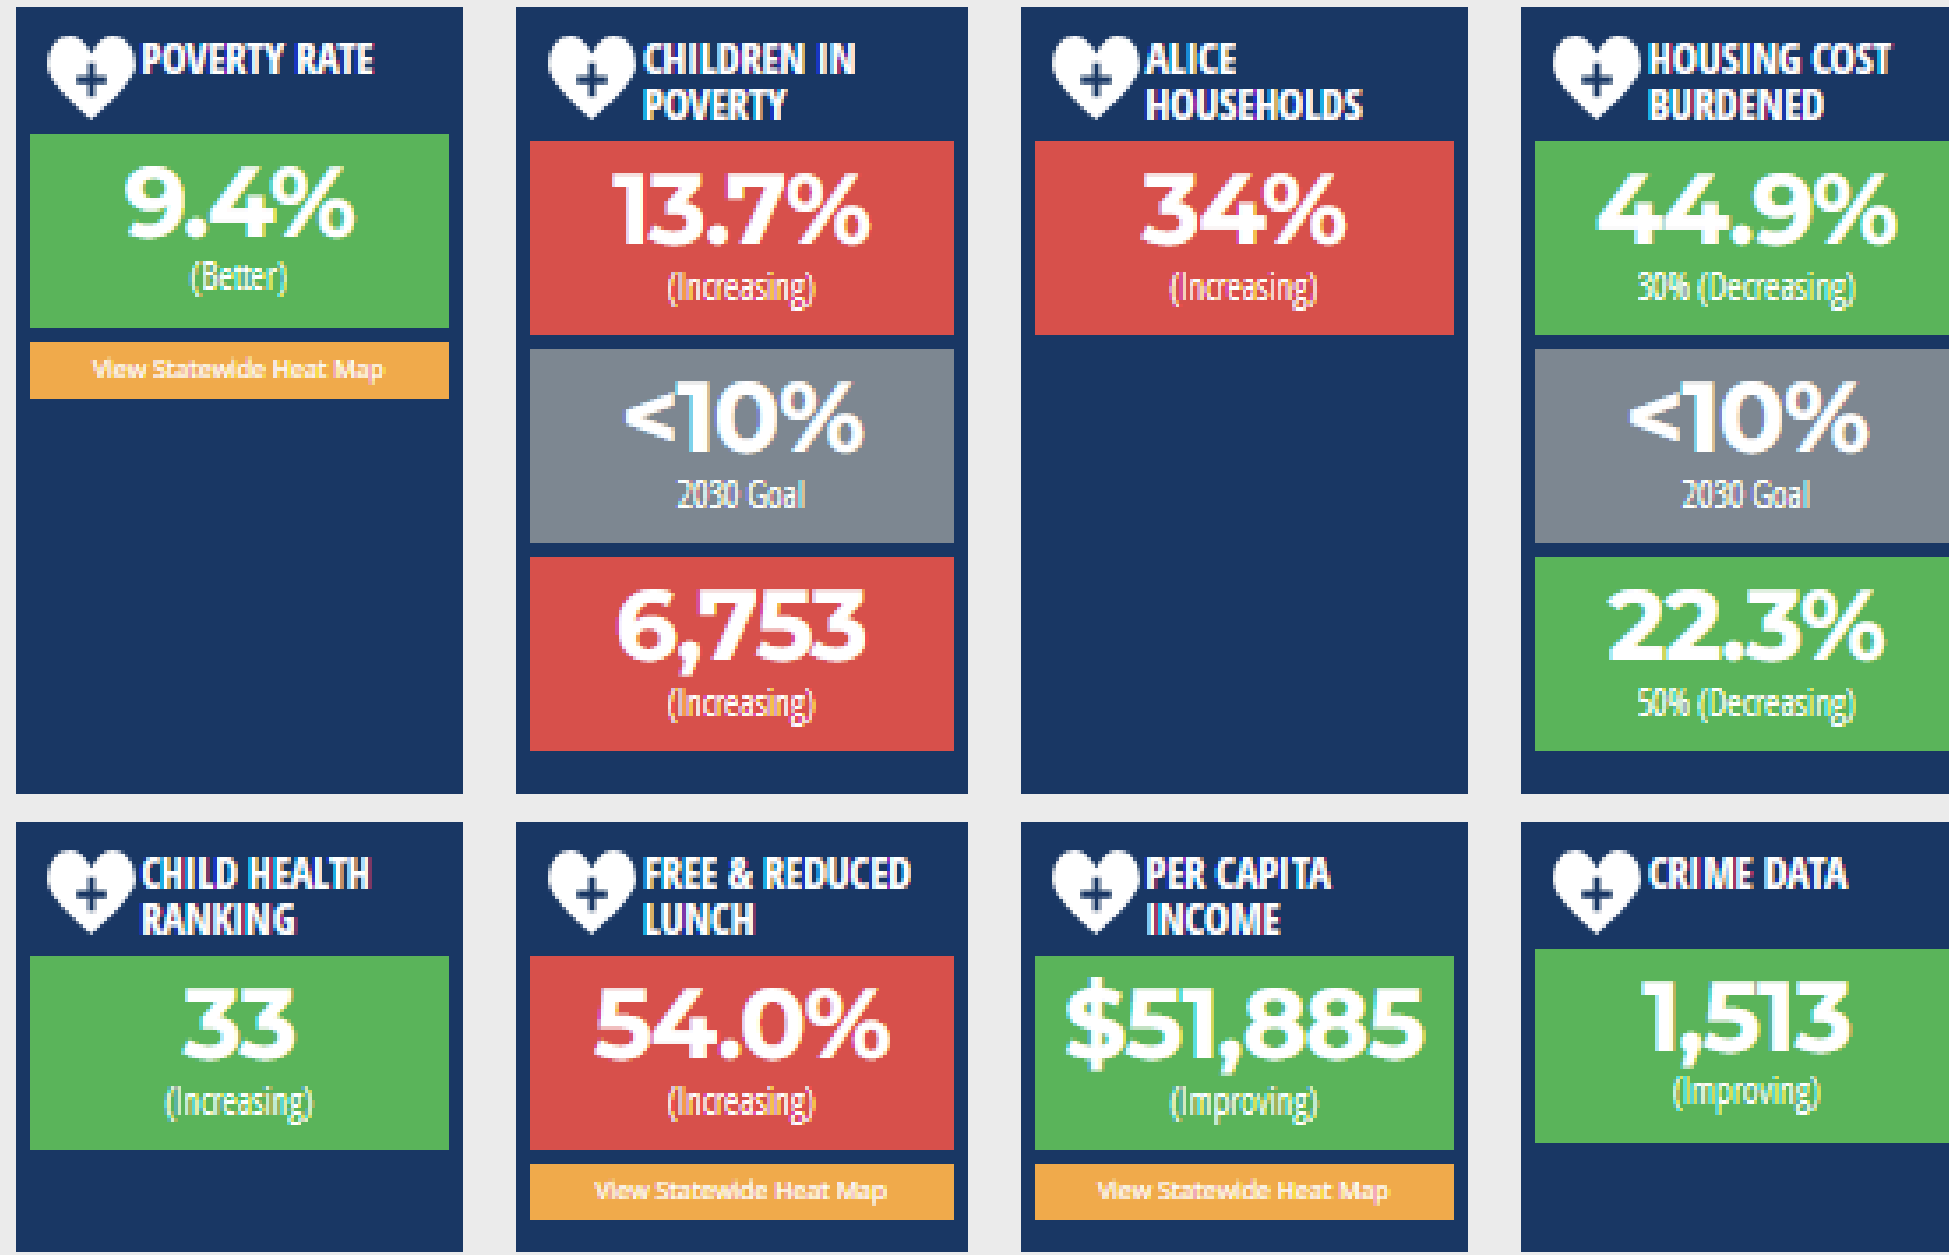 POVERTY RATE
9.4%
(Better)
View Statewide Heat Map
CHILDREN IN
POVERTY
13.7%
(Increasing)
<10%
2030 Goal
6,753
(Increasing)
ALICE
HOUSEHOLDS
34%
(Increasing)
HOUSING COST
BURDENED
44.9%
30% (Decreasing)
<10%
2030 Goal
22.3%
50% (Decreasing)
CHILD HEALTH
RANKING
33
(Increasing)
FREE & REDUCED
LUNCH
54.0%
(Increasing)
View Statewide Heat Map
PER CAPITA
INCOME
$51,885
(Improving)
View Statewide Heat Map
CRIME DATA
1,513
(Improving)